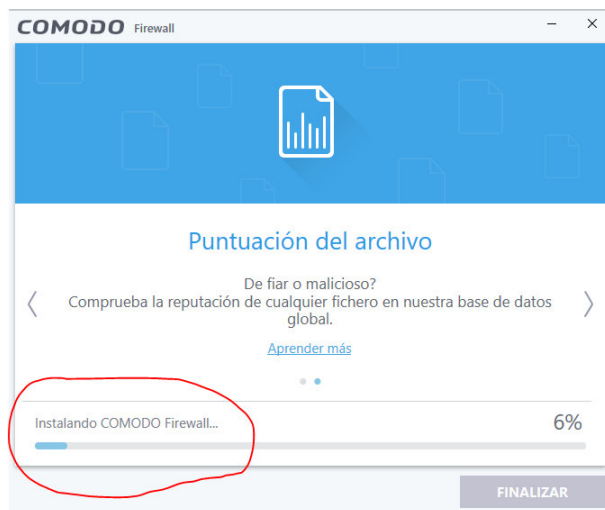 COMODO Firewall
Puntuación del archivo
De fiar o malicioso?
Comprueba la reputación de cualquier fichero en nuestra base de datos
global.
Aprender más
Instalando COMODO Firewall... 6%
FINALIZAR